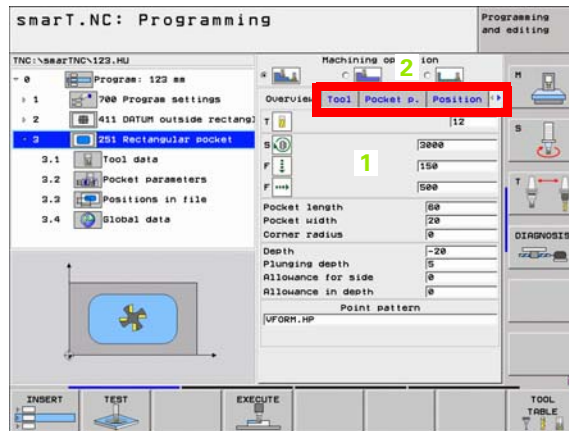 smarT.NC: Programming
Programming and editing
TNC:\smarTNC\123.HU
0 Program: 123 mm
1 700 Program settings
2 411 DATUM outside rectangl
3 251 Rectangular pocket
3.1 Tool data
3.2 Pocket parameters
3.3 Positions in file
3.4 Global data
Machining op 2 ion
Overview Tool Pocket p. Position
T 12
S 3000
F 150
F 500
1
Pocket length 60
Pocket width 20
Corner radius 0
Depth -20
Plunging depth 5
Allowance for side 0
Allowance in depth 0
Point pattern
VFORM.HP
M
S
T
DIAGNOSIS
INSERT
TEST
EXECUTE
TOOL TABLE